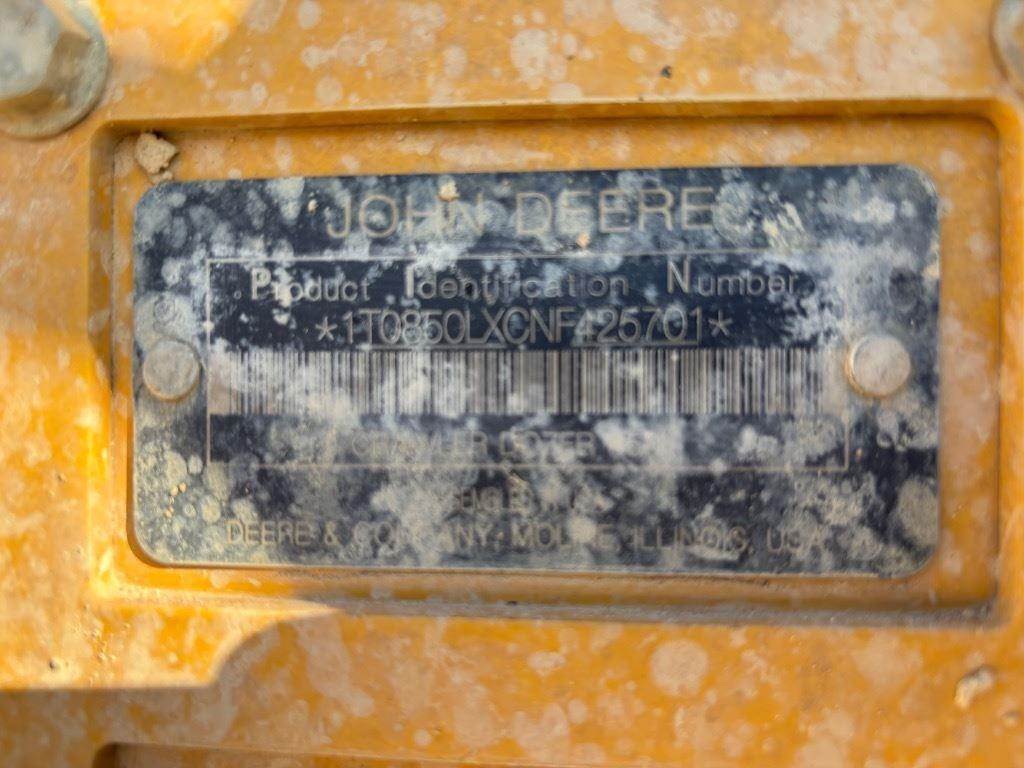 JOHN DEERE
Product Identification Number
*1T0850LXCNF425701*
CRAWLER DOZER
DEERE & COMPANY, MOLINE, ILLINOIS, USA